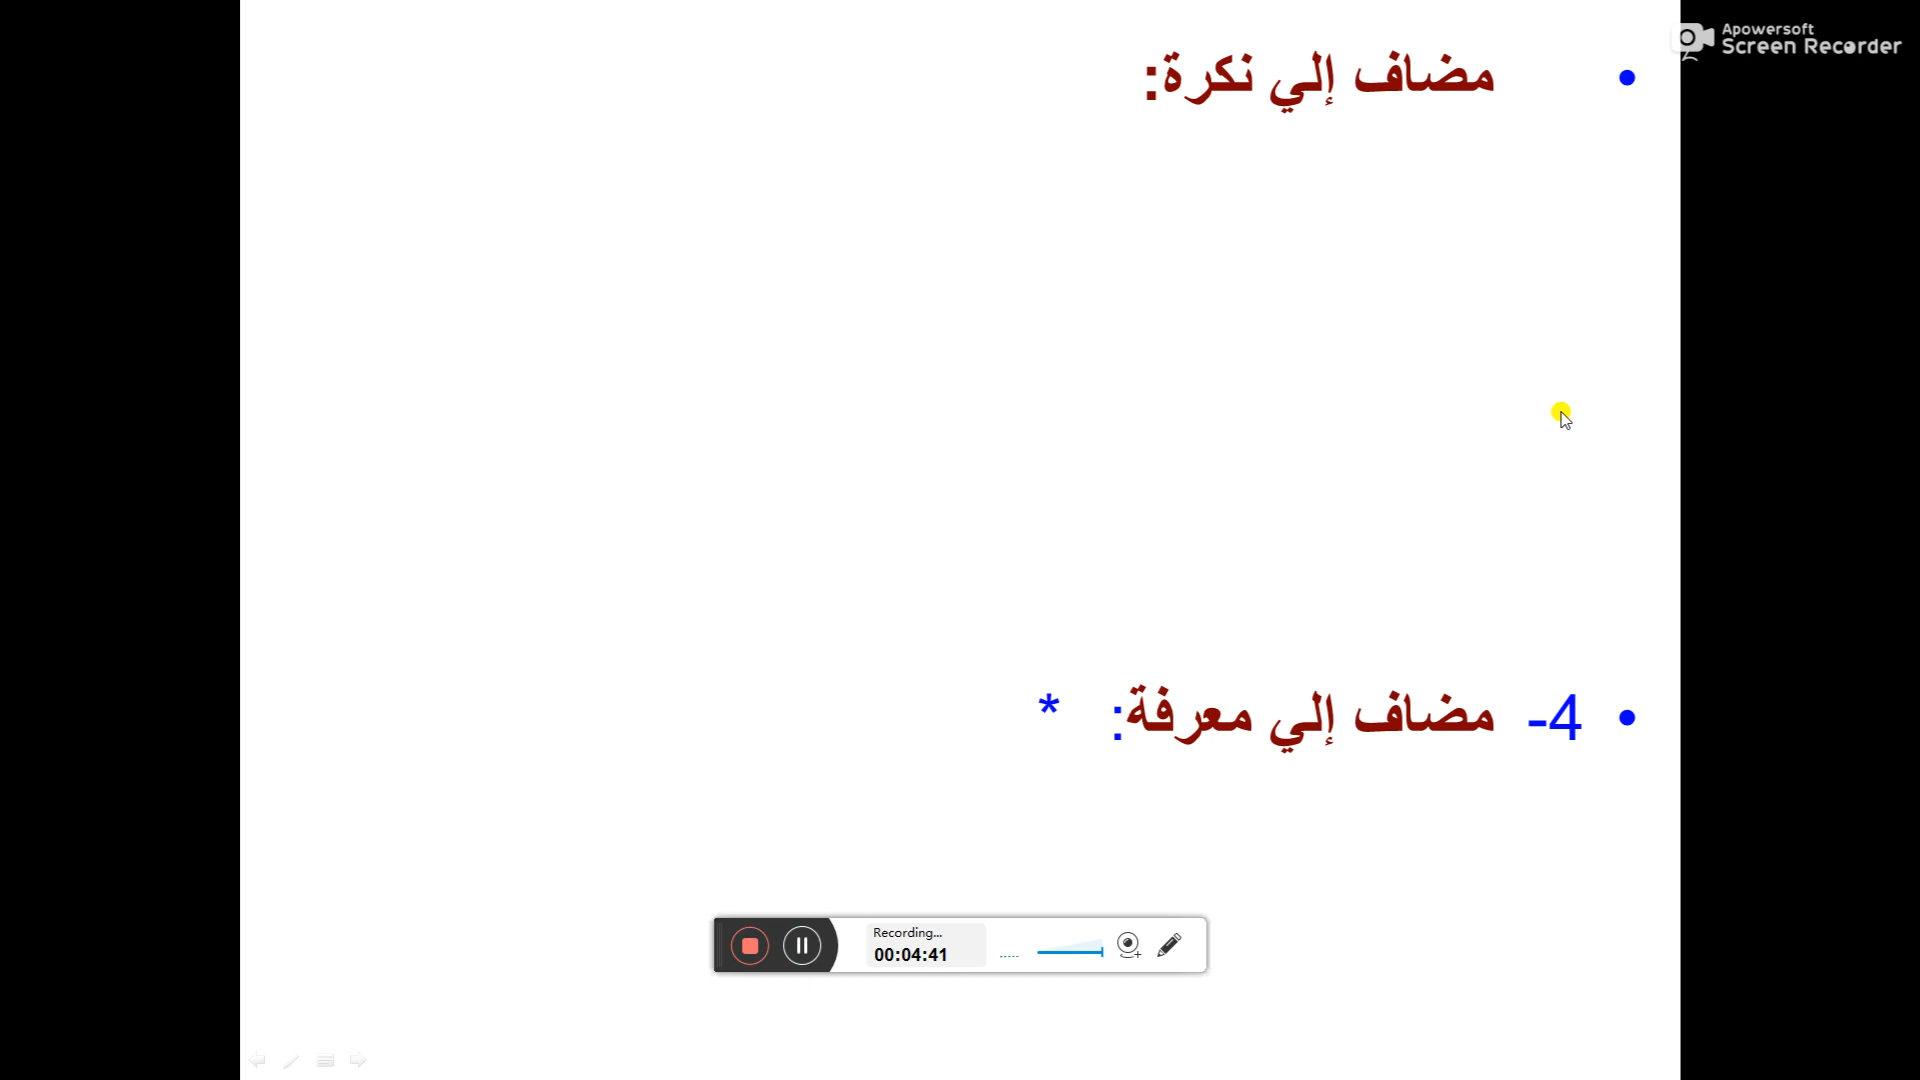 Apowersoft
Screen Recorder
• مضاف إلي نكرة:
• 4- مضاف إلي معرفة: *
Recording...
00:04:41